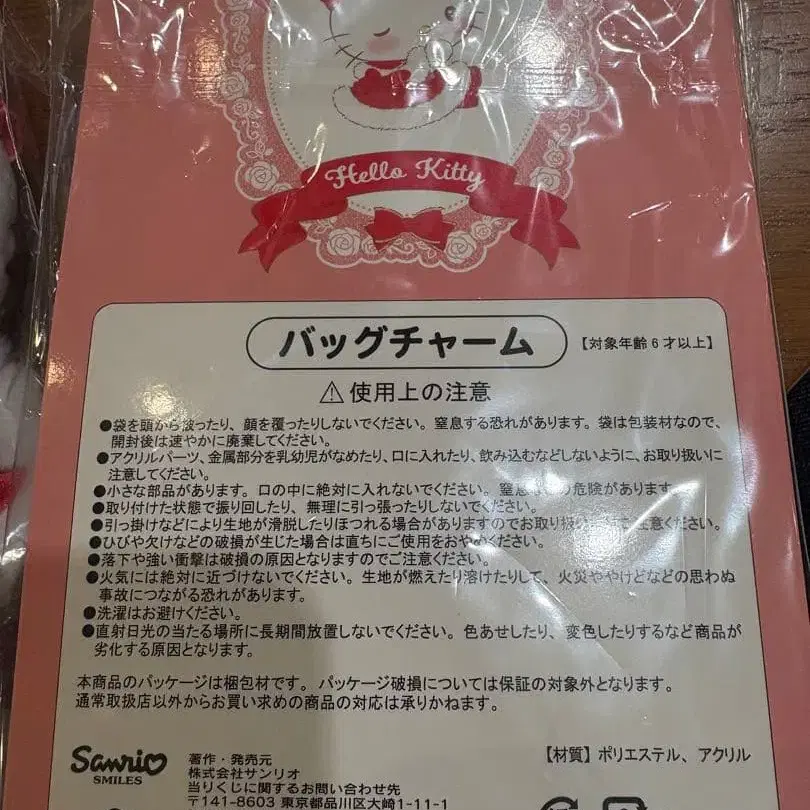 Hello Kitty
バッグチャーム 【対象年齢6才以上】
⚠使用上の注意
●袋を頭から被ったり、顔を覆ったりしないでください。窒息する恐れがあります。袋は包装材なので、
開封後は速やかに廃棄してください。
●アクリルパーツ、金属部分を乳幼児がなめたり、口に入れたり、飲み込むなどしないように、お取り扱いに
注意してください。
●小さな部品があります。口の中に絶対に入れないでください。窒息 の危険があります。
●取り付けた状態で振り回したり、無理に引っ張ったりしないでください。
●引っ掛けなどにより生地が滑脱したりほつれる場合がありますのでお取り扱い 注意ください。
●ひびや欠けなどの破損が生じた場合は直ちにご使用をおやめください。
●落下や強い衝撃は破損の原因となりますのでご注意ください。
●火気には絶対に近づけないでください。生地が燃えたり溶けたりして、火災ややけどなどの思わぬ
事故につながる恐れがあります。
●洗濯はお避けください。
●直射日光の当たる場所に長期間放置しないでください。色あせしたり、変色したりするなど商品が
劣化する原因となります。
本商品のパッケージは梱包材です。パッケージ破損については保証の対象外となります。
通常取扱店以外からお買い求めの商品の対応は承りかねます。
Sanrio
SMILES
著作・発売元
株式会社サンリオ
当りくじに関するお問い合わせ先
〒141-8603 東京都品川区大崎1-11-1
【材質】ポリエステル、アクリル